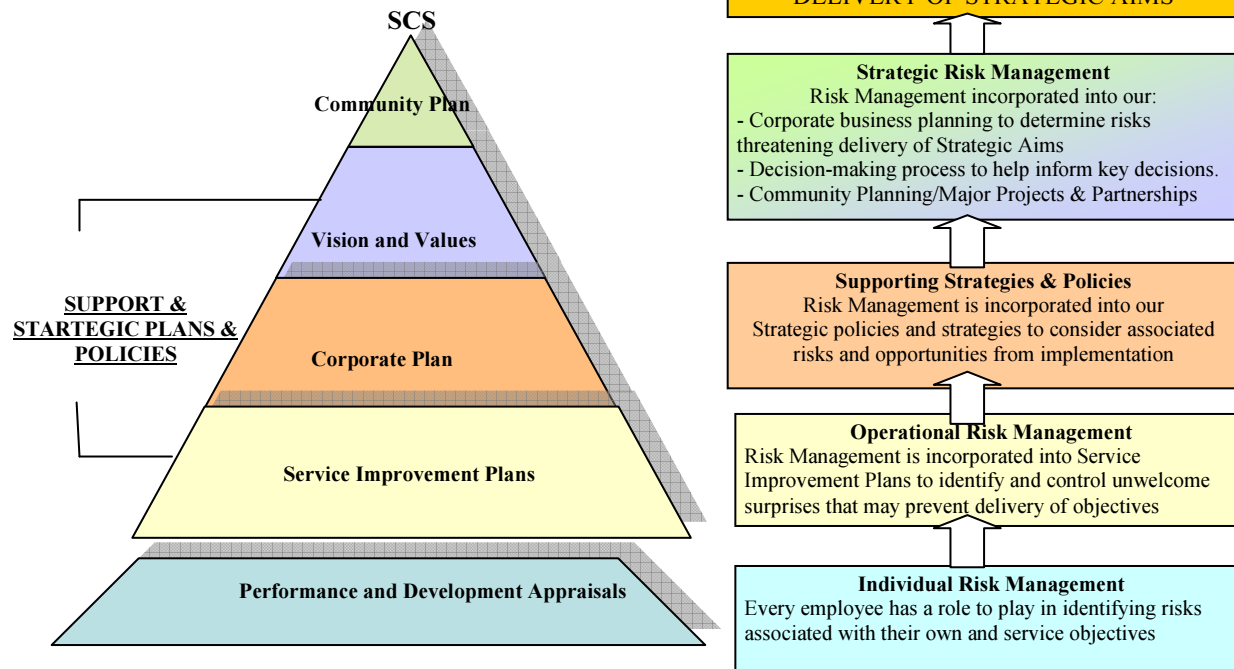 SCS
Community Plan
Vision and Values
SUPPORT &
STARTEGIC PLANS &
POLICIES
Corporate Plan
Service Improvement Plans
Performance and Development Appraisals
DELIVERY OF STRATEGIC AIMS
Strategic Risk Management
Risk Management incorporated into our:
- Corporate business planning to determine risks
threatening delivery of Strategic Aims
- Decision-making process to help inform key decisions.
- Community Planning/Major Projects & Partnerships
Supporting Strategies & Policies
Risk Management is incorporated into our
Strategic policies and strategies to consider associated
risks and opportunities from implementation
Operational Risk Management
Risk Management is incorporated into Service
Improvement Plans to identify and control unwelcome
surprises that may prevent delivery of objectives
Individual Risk Management
Every employee has a role to play in identifying risks
associated with their own and service objectives